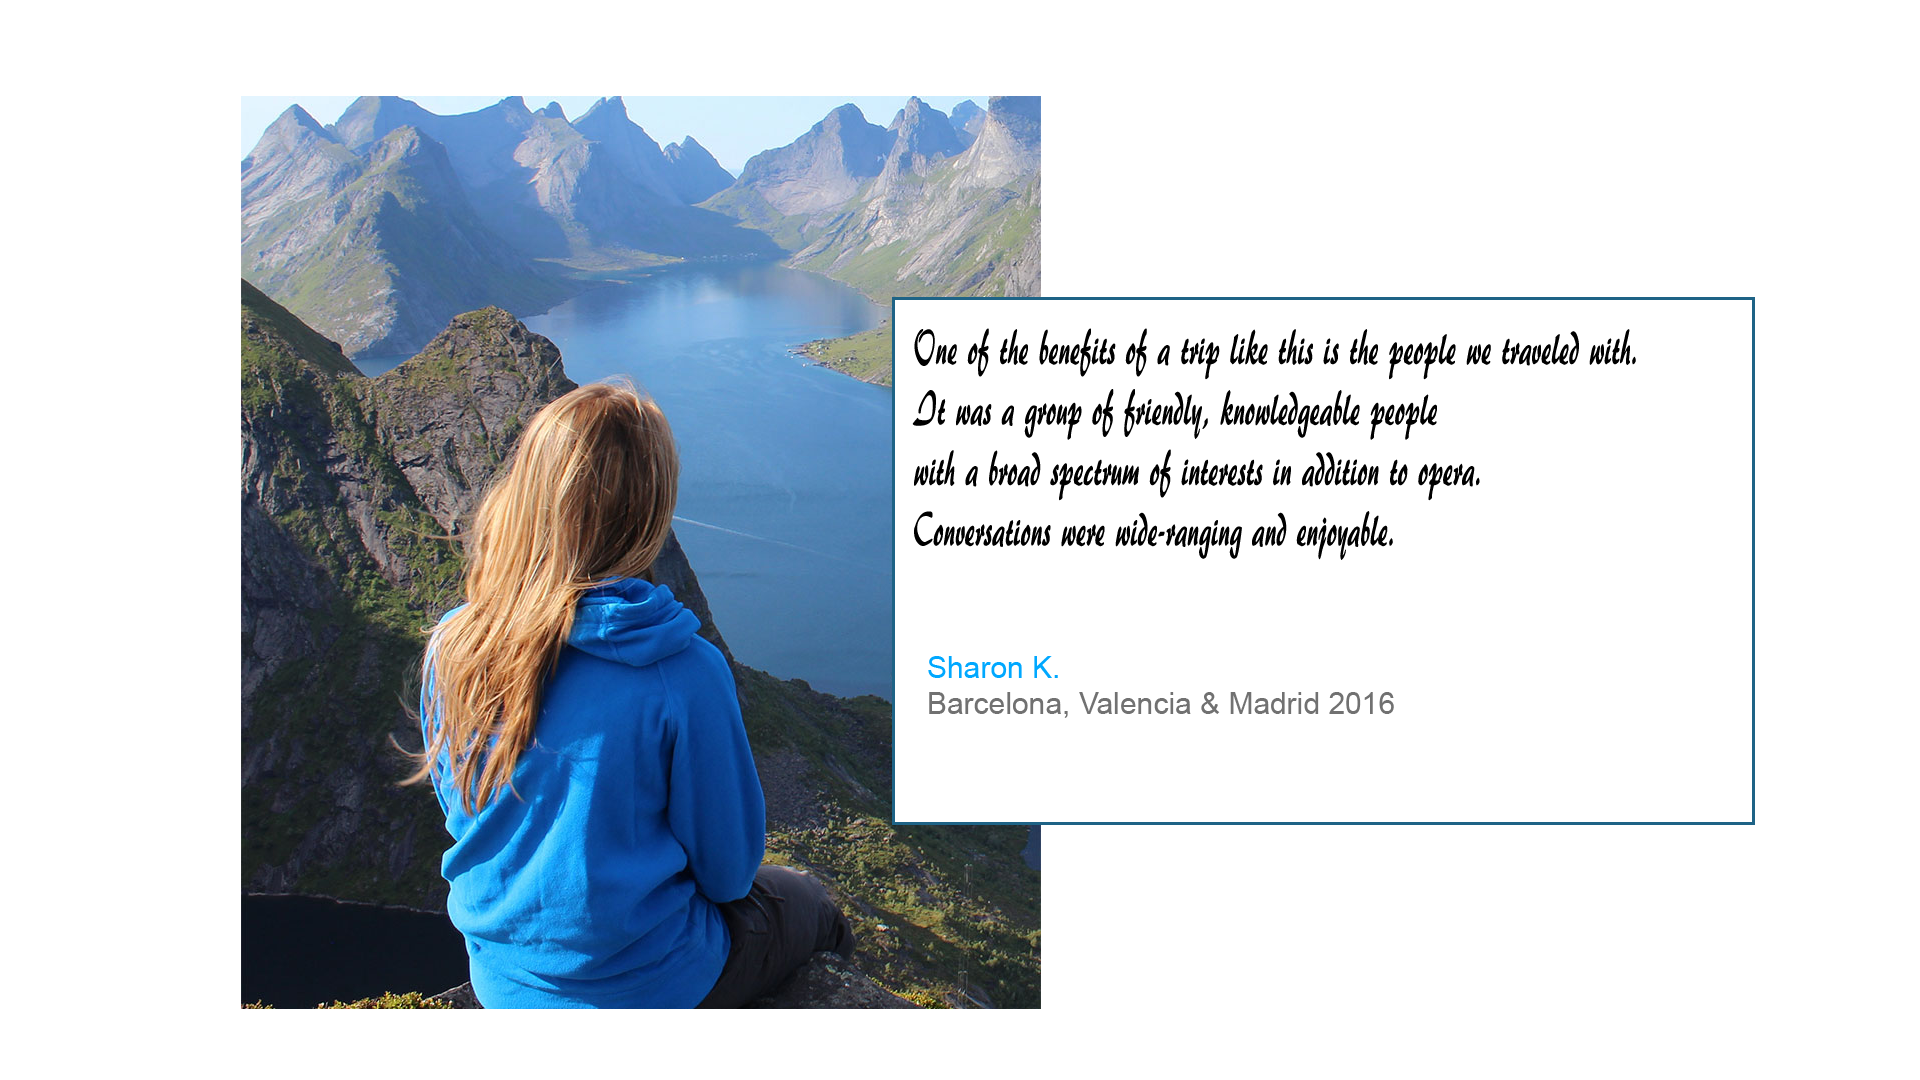 One of the benefits of a trip like this is the people we traveled with.
It was a group of friendly, knowledgeable people
with a broad spectrum of interests in addition to opera.
Conversations were wide-ranging and enjoyable.
Sharon K.
Barcelona, Valencia & Madrid 2016